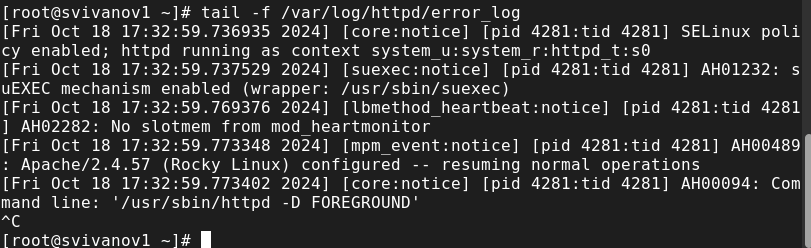 [root@svivanov1 ~]# tail -f /var/log/httpd/error_log
[Fri Oct 18 17:32:59.736935 2024] [core:notice] [pid 4281:tid 4281] SELinux poli
cy enabled; httpd running as context system_u:system_r:httpd_t:s0
[Fri Oct 18 17:32:59.737529 2024] [suexec:notice] [pid 4281:tid 4281] AH01232: s
uEXEC mechanism enabled (wrapper: /usr/sbin/suexec)
[Fri Oct 18 17:32:59.769376 2024] [lbmethod_heartbeat:notice] [pid 4281:tid 4281
] AH02282: No slotmem from mod_heartmonitor
[Fri Oct 18 17:32:59.773348 2024] [mpm_event:notice] [pid 4281:tid 4281] AH00489
: Apache/2.4.57 (Rocky Linux) configured -- resuming normal operations
[Fri Oct 18 17:32:59.773402 2024] [core:notice] [pid 4281:tid 4281] AH00094: Com
mand line: '/usr/sbin/httpd -D FOREGROUND'
^C
[root@svivanov1 ~]#